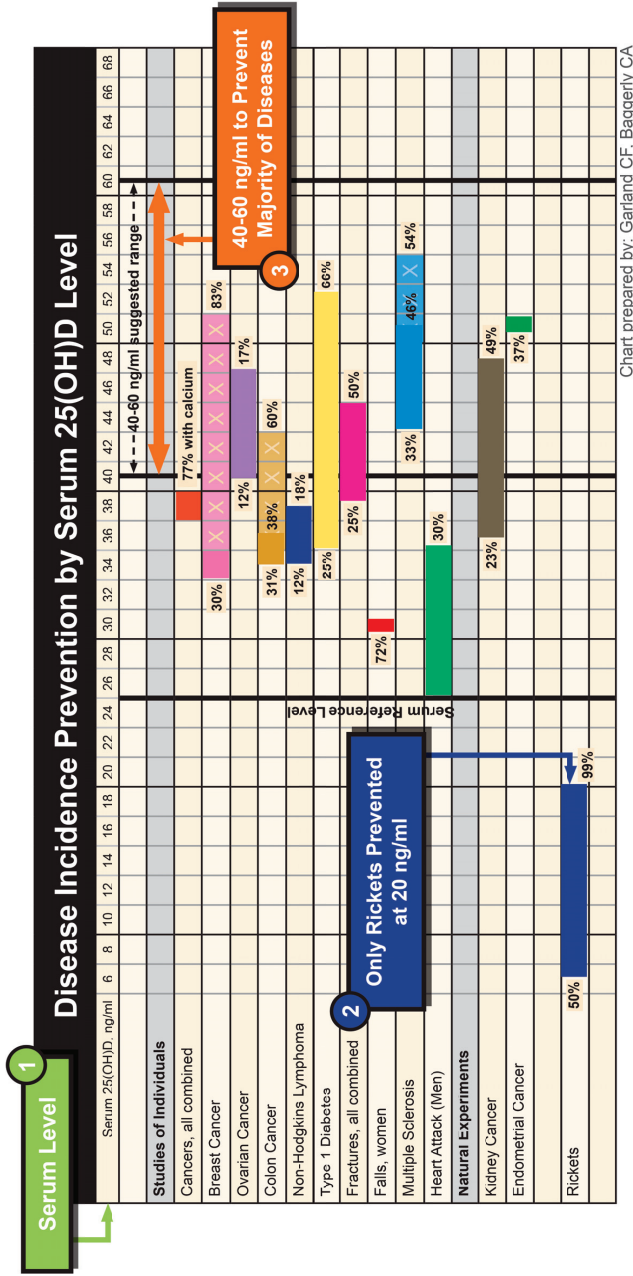 1
Serum Level
Disease Incidence Prevention by Serum 25(OH)D Level
Serum 25(OH)D, ng/ml 6 8 10 12 14 16 18 20 22 24 26 28 30 32 34 36 38 40 42 44 46 48 50 52 54 56 58 60 62 64 66 68
40-60 ng/ml suggested range
Studies of Individuals
Cancers, all combined 77% with calcium
Breast Cancer 30% X X X X X X X X 83%
Ovarian Cancer 12% 17%
Colon Cancer 31% 38% X X X 60%
Non-Hodgkins Lymphoma 12% 18%
Type 1 Diabetes 25% 66%
Fractures, all combined 25% 50%
Falls, women 72%
Multiple Sclerosis 33% 46% X 54%
Heart Attack (Men) 30%
Natural Experiments
Kidney Cancer 23% 49%
Endometrial Cancer 37%
Rickets 50% 99%
Serum Reference Level
2
Only Rickets Prevented
at 20 ng/ml
3
40-60 ng/ml to Prevent
Majority of Diseases
Chart prepared by: Garland CF, Baggerly CA